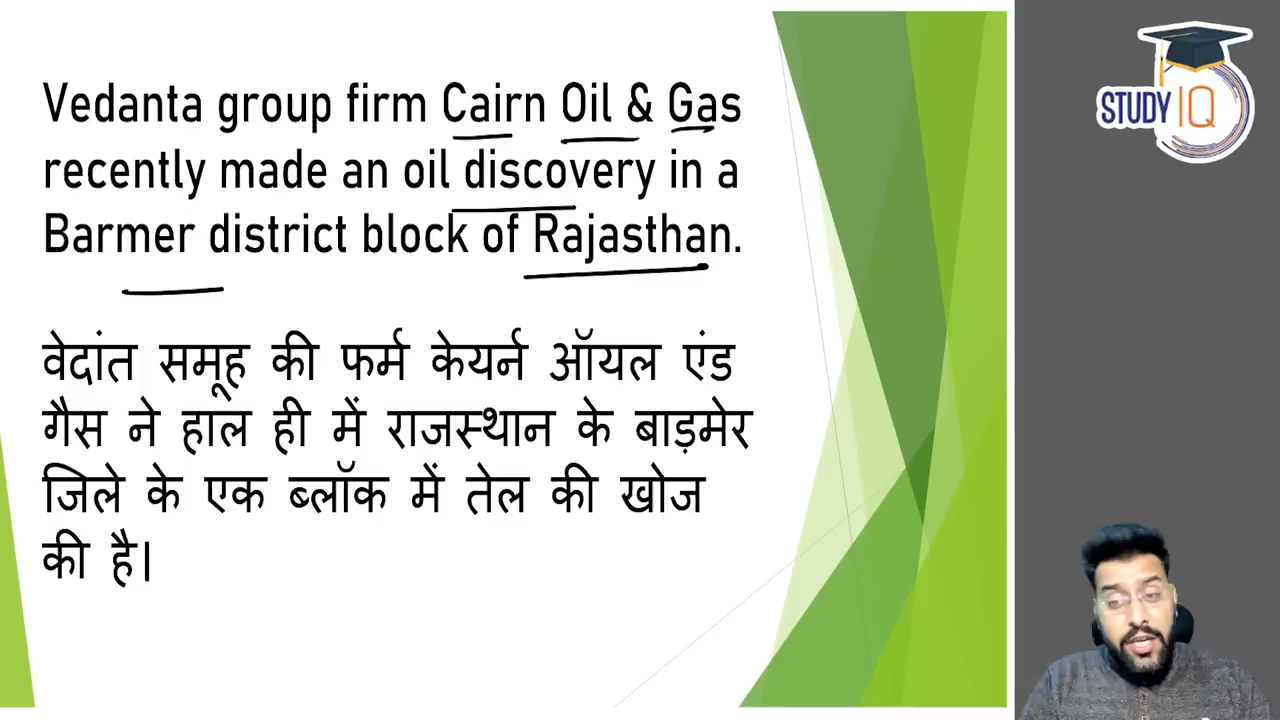 Vedanta group firm Cairn Oil & Gas
recently made an oil discovery in a
Barmer district block of Rajasthan.
वेदांत समूह की फर्म केयर्न ऑयल एंड
गैस ने हाल ही में राजस्थान के बाड़मेर
जिले के एक ब्लॉक में तेल की खोज
की है।
STUDY IQ